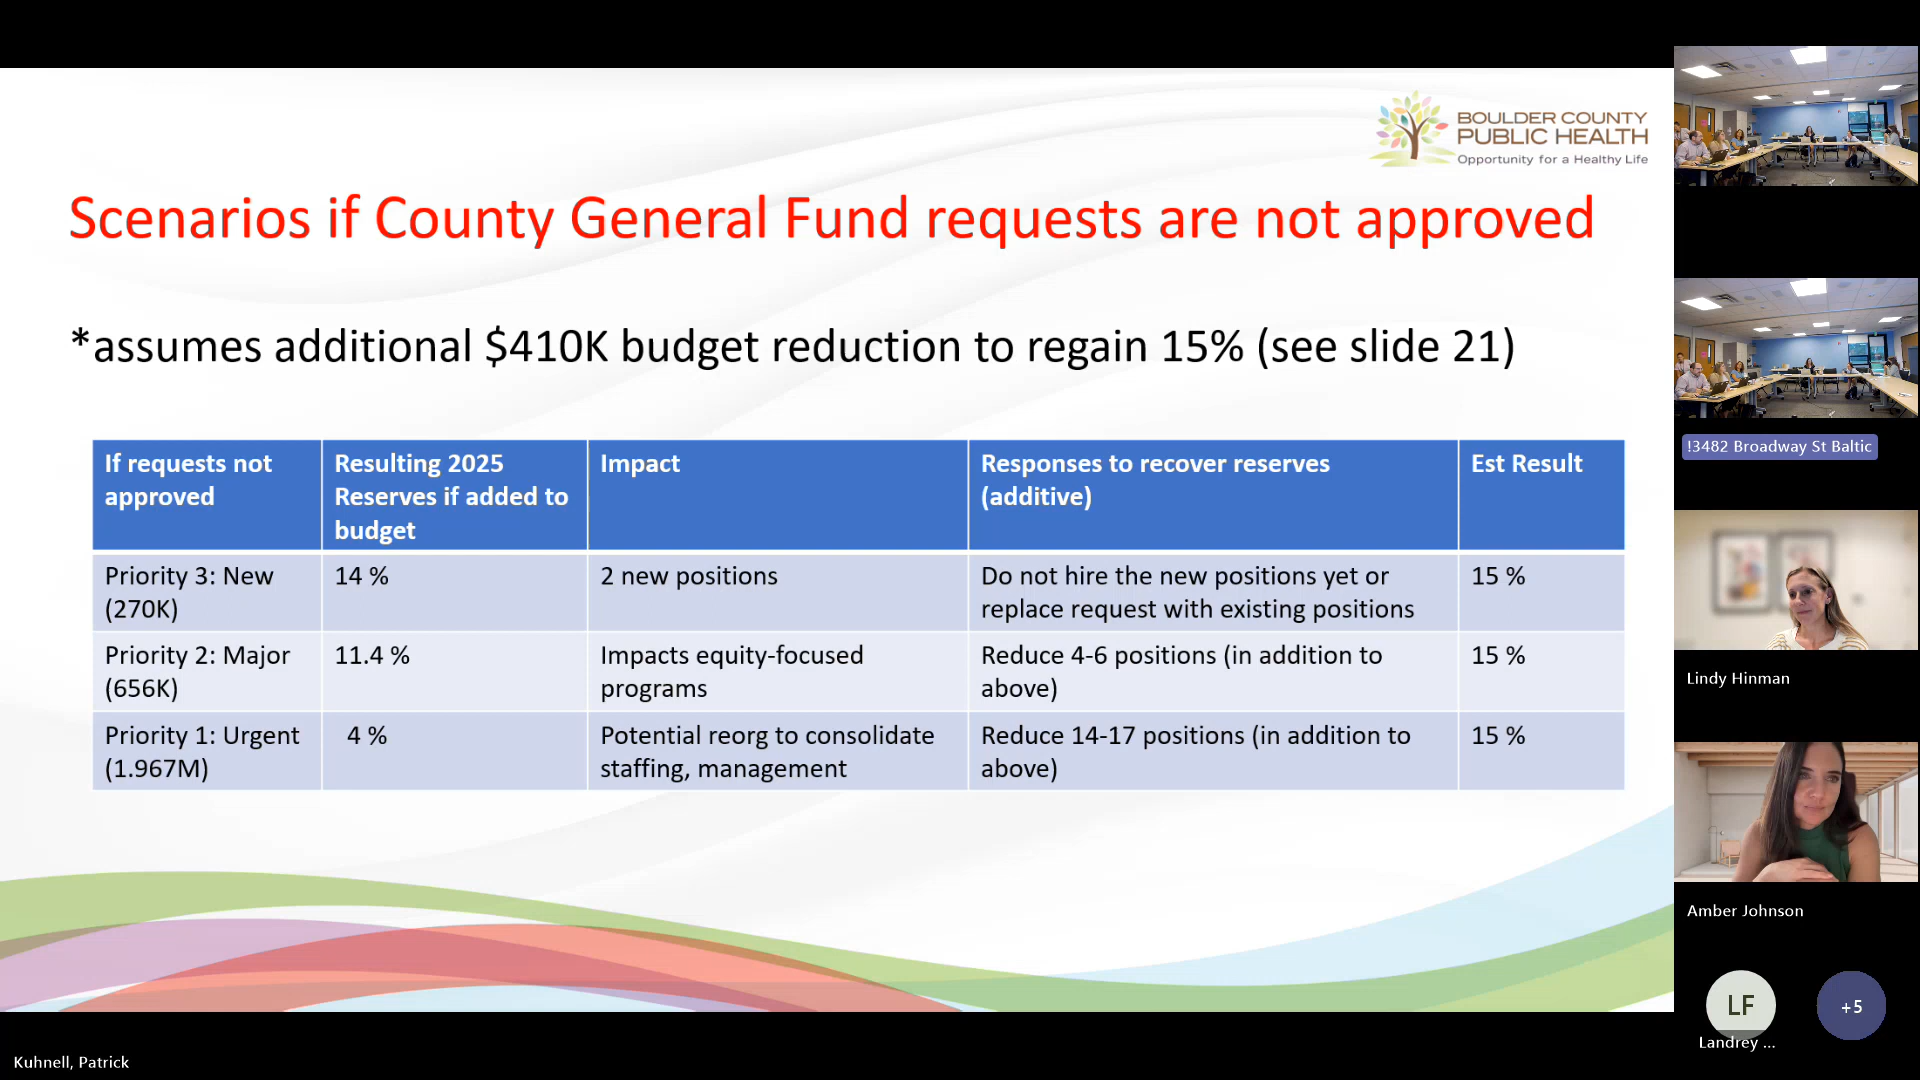 BOULDER COUNTY
PUBLIC HEALTH
Opportunity for a Healthy Life
Scenarios if County General Fund requests are not approved
*assumes additional $410K budget reduction to regain 15% (see slide 21)
If requests not
approved
Resulting 2025
Reserves if added to
budget
Impact
Responses to recover reserves
(additive)
Est Result
Priority 3: New
(270K)
14 %
2 new positions
Do not hire the new positions yet or
replace request with existing positions
15 %
Priority 2: Major
(656K)
11.4 %
Impacts equity-focused
programs
Reduce 4-6 positions (in addition to
above)
15 %
Priority 1: Urgent
(1.967M)
4 %
Potential reorg to consolidate
staffing, management
Reduce 14-17 positions (in addition to
above)
15 %
!3482 Broadway St Baltic
Lindy Hinman
Amber Johnson
LF
Landrey ...
+5
Kuhnell, Patrick